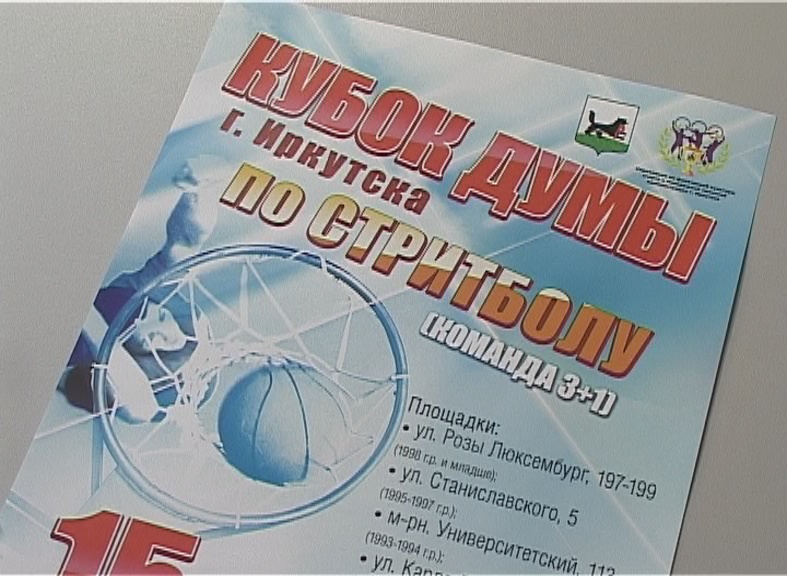 КУБОК ДУМЫ
г. Иркутска
ПО СТРИТБОЛУ
(КОМАНДА 3+1)
Площадки:
• ул. Розы Люксембург, 197-199
(1998 г.р. и младше);
• ул. Станиславского, 5
(1995-1997 г.р.);
• м-рн. Университетский, 113
(1993-1994 г.р.);
• ул.
15